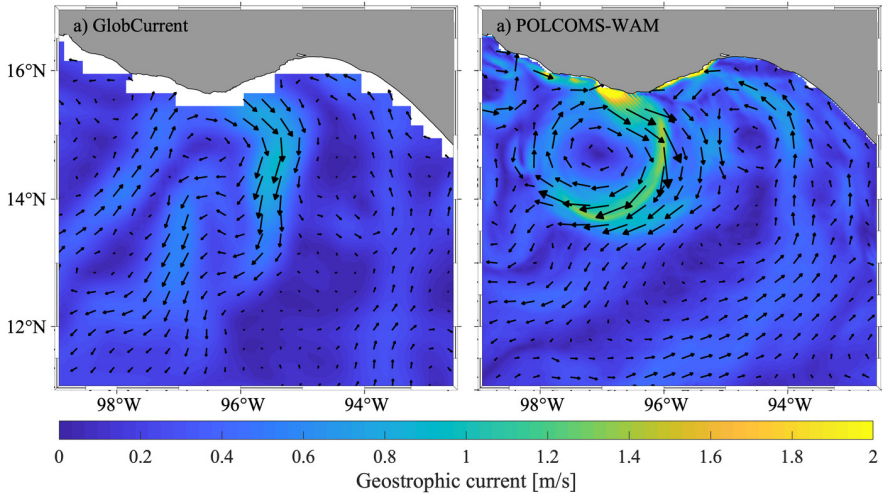 a) GlobCurrent
a) POLCOMS-WAM
16°N
14°N
12°N
98°W 96°W 94°W 98°W 96°W 94°W
0 0.2 0.4 0.6 0.8 1 1.2 1.4 1.6 1.8 2
Geostrophic current [m/s]